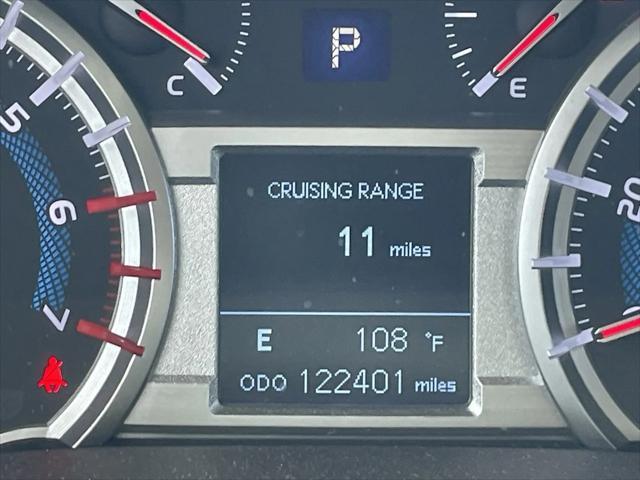 P
C
E
5
6
7
20
CRUISING RANGE
11 miles
E 108 °F
ODO 122401 miles